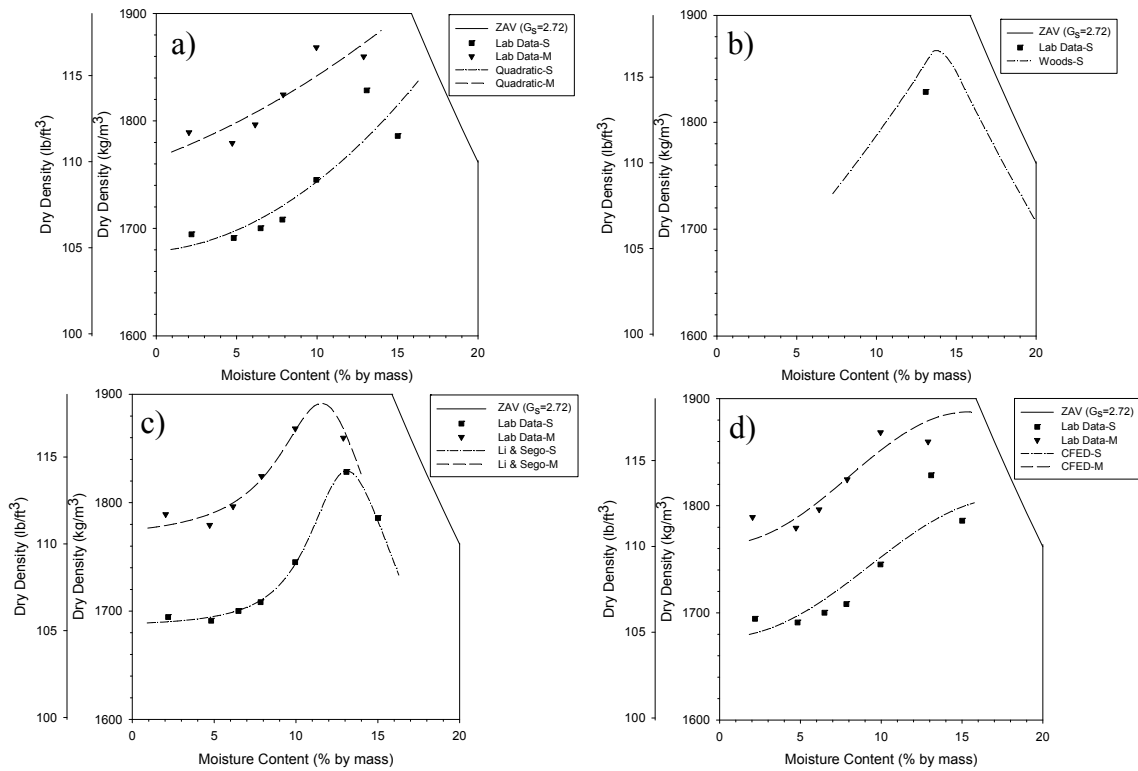 a)
ZAV (Gs=2.72)
Lab Data-S
Lab Data-M
Quadratic-S
Quadratic-M
Dry Density (lb/ft³)
Dry Density (kg/m³)
115
110
105
100
1900
1800
1700
1600
0 5 10 15 20
Moisture Content (% by mass)
b)
ZAV (Gs=2.72)
Lab Data-S
Woods-S
Dry Density (lb/ft³)
Dry Density (kg/m³)
115
110
105
100
1900
1800
1700
1600
0 5 10 15 20
Moisture Content (% by mass)
c)
ZAV (Gs=2.72)
Lab Data-S
Lab Data-M
Li & Sego-S
Li & Sego-M
Dry Density (lb/ft³)
Dry Density (kg/m³)
115
110
105
100
1900
1800
1700
1600
0 5 10 15 20
Moisture Content (% by mass)
d)
ZAV (Gs=2.72)
Lab Data-S
Lab Data-M
CFED-S
CFED-M
Dry Density (lb/ft³)
Dry Density (kg/m³)
115
110
105
100
1900
1800
1700
1600
0 5 10 15 20
Moisture Content (% by mass)